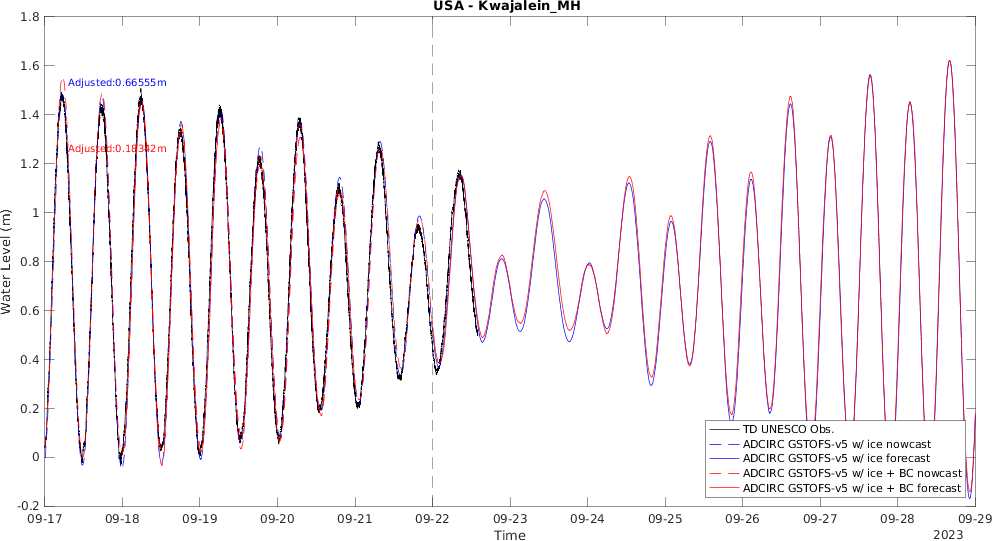 USA - Kwajalein_MH
1.8
1.6
1.4
1.2
1
0.8
0.6
0.4
0.2
0
-0.2
Water Level (m)
Adjusted:0.66555m
Adjusted:0.18342m
TD UNESCO Obs.
ADCIRC GSTOFS-v5 w/ ice nowcast
ADCIRC GSTOFS-v5 w/ ice forecast
ADCIRC GSTOFS-v5 w/ ice + BC nowcast
ADCIRC GSTOFS-v5 w/ ice + BC forecast
09-17 09-18 09-19 09-20 09-21 09-22 09-23 09-24 09-25 09-26 09-27 09-28 09-29
Time
2023